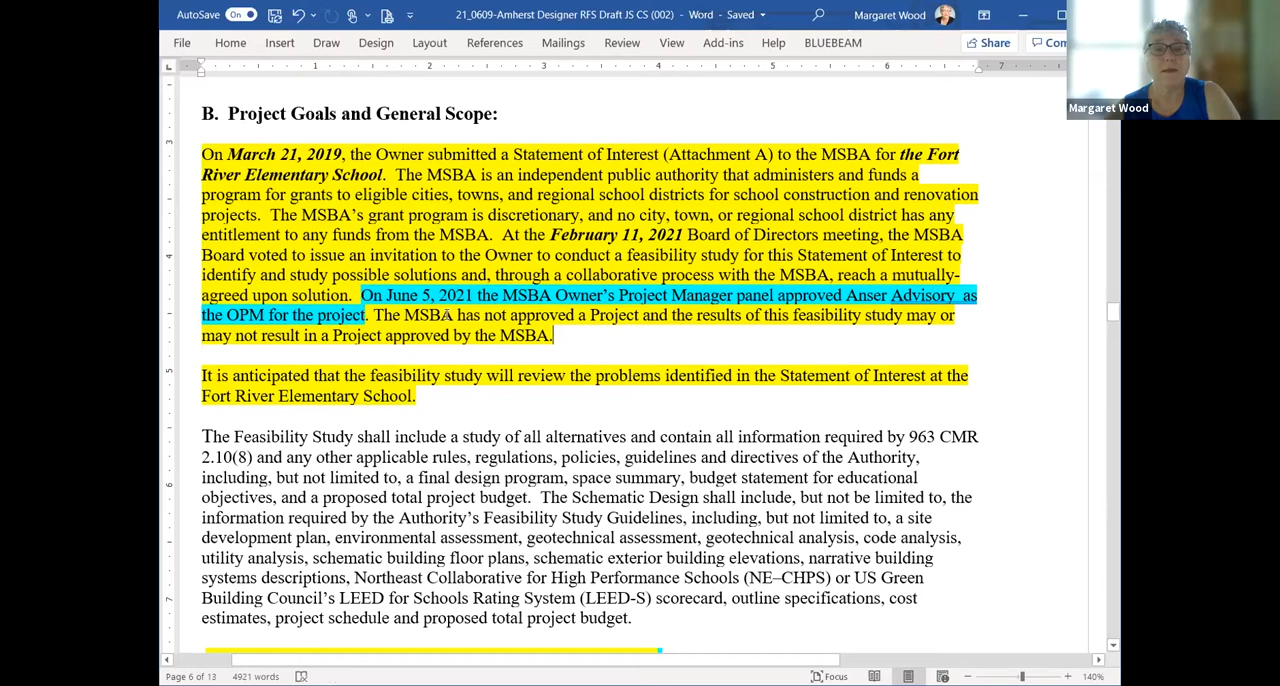 AutoSave On 21_0609-Amherst Designer RFS Draft JS CS (002) - Word - Saved Margaret Wood
File Home Insert Draw Design Layout References Mailings Review View Add-ins Help BLUEBEAM Share Com
Margaret Wood
1 2 3 4 5 6 7
B. Project Goals and General Scope:
On March 21, 2019, the Owner submitted a Statement of Interest (Attachment A) to the MSBA for the Fort
River Elementary School. The MSBA is an independent public authority that administers and funds a
program for grants to eligible cities, towns, and regional school districts for school construction and renovation
projects. The MSBA's grant program is discretionary, and no city, town, or regional school district has any
entitlement to any funds from the MSBA. At the February 11, 2021 Board of Directors meeting, the MSBA
Board voted to issue an invitation to the Owner to conduct a feasibility study for this Statement of Interest to
identify and study possible solutions and, through a collaborative process with the MSBA, reach a mutually-
agreed upon solution. On June 5, 2021 the MSBA Owner's Project Manager panel approved Anser Advisory as
the OPM for the project. The MSBA has not approved a Project and the results of this feasibility study may or
may not result in a Project approved by the MSBA.
It is anticipated that the feasibility study will review the problems identified in the Statement of Interest at the
Fort River Elementary School.
The Feasibility Study shall include a study of all alternatives and contain all information required by 963 CMR
2.10(8) and any other applicable rules, regulations, policies, guidelines and directives of the Authority,
including, but not limited to, a final design program, space summary, budget statement for educational
objectives, and a proposed total project budget. The Schematic Design shall include, but not be limited to, the
information required by the Authority's Feasibility Study Guidelines, including, but not limited to, a site
development plan, environmental assessment, geotechnical assessment, geotechnical analysis, code analysis,
utility analysis, schematic building floor plans, schematic exterior building elevations, narrative building
systems descriptions, Northeast Collaborative for High Performance Schools (NE–CHPS) or US Green
Building Council's LEED for Schools Rating System (LEED-S) scorecard, outline specifications, cost
estimates, project schedule and proposed total project budget.
3
4
5
6
7
Page 6 of 13 4921 words Focus 140%